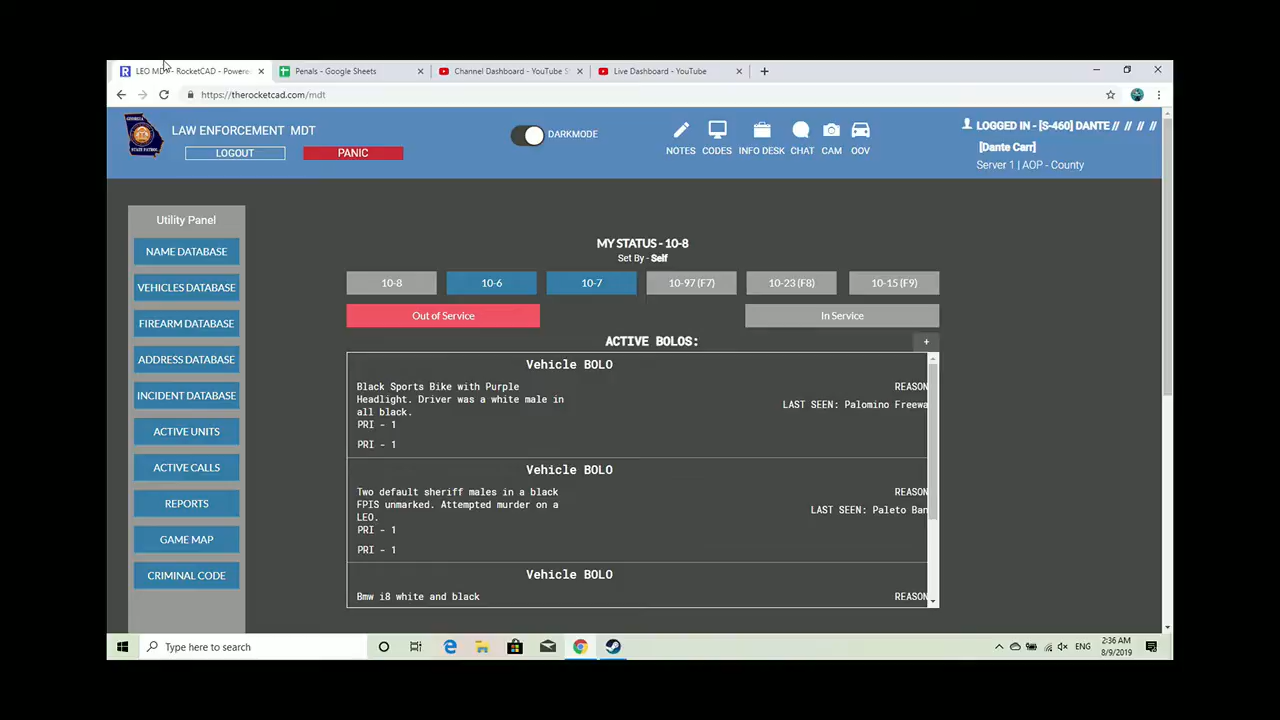 LEO MD - RocketCAD - Powere
Penals - Google Sheets
Channel Dashboard - YouTube S
Live Dashboard - YouTube
https://therocketcad.com/mdt
GEORGIA
STATE PATROL
LAW ENFORCEMENT MDT
LOGOUT
PANIC
DARKMODE
NOTES
CODES
INFO DESK
CHAT
CAM
OOV
LOGGED IN - [S-460] DANTE // // // //
[Dante Carr]
Server 1 | AOP - County
Utility Panel
NAME DATABASE
VEHICLES DATABASE
FIREARM DATABASE
ADDRESS DATABASE
INCIDENT DATABASE
ACTIVE UNITS
ACTIVE CALLS
REPORTS
GAME MAP
CRIMINAL CODE
MY STATUS - 10-8
Set By - Self
10-8
10-6
10-7
10-97 (F7)
10-23 (F8)
10-15 (F9)
Out of Service
In Service
ACTIVE BOLOS:
+
Vehicle BOLO
Black Sports Bike with Purple
Headlight. Driver was a white male in
all black.
PRI - 1
PRI - 1
REASON
LAST SEEN: Palomino Freewa
Vehicle BOLO
Two default sheriff males in a black
FPIS unmarked. Attempted murder on a
LEO.
PRI - 1
PRI - 1
REASON
LAST SEEN: Paleto Ban
Vehicle BOLO
Bmw i8 white and black
REASON
Type here to search
ENG
2:36 AM
8/9/2019